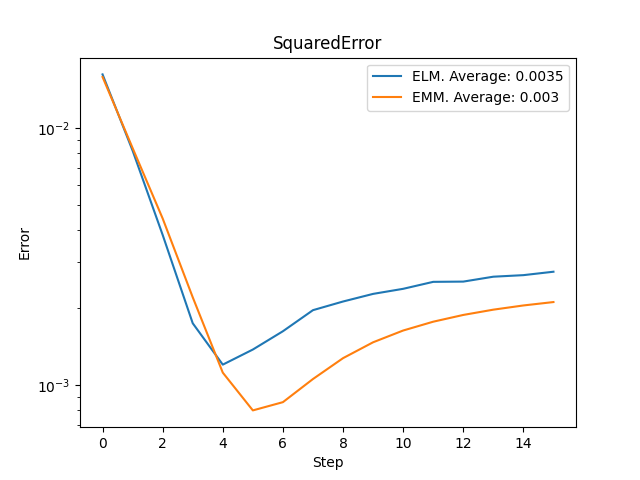 SquaredError
ELM. Average: 0.0035
EMM. Average: 0.003
10⁻²
10⁻³
Error
0 2 4 6 8 10 12 14
Step